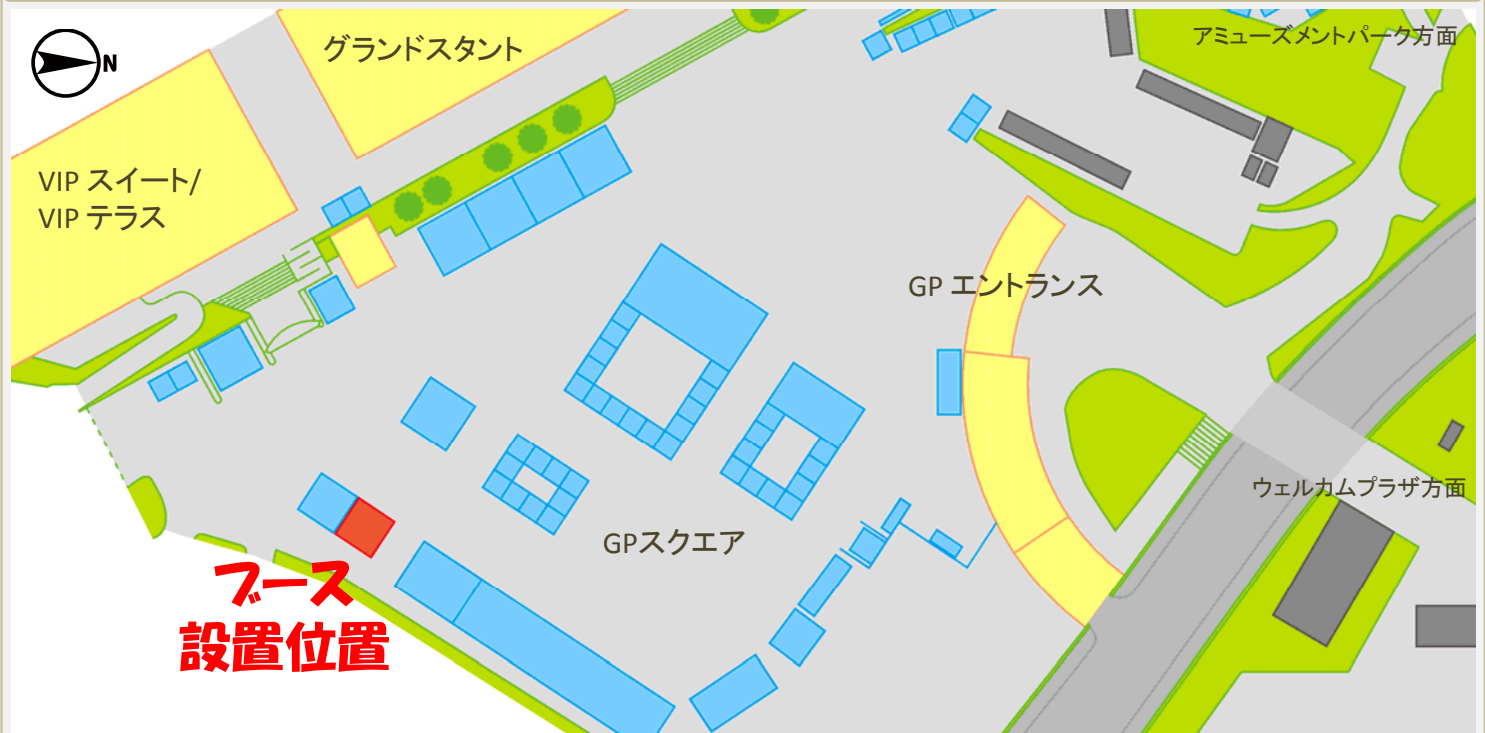 グランドスタント
アミューズメントパーク方面
N
VIP スイート/
VIP テラス
GP エントランス
ウェルカムプラザ方面
GPスクエア
ブース
設置位置